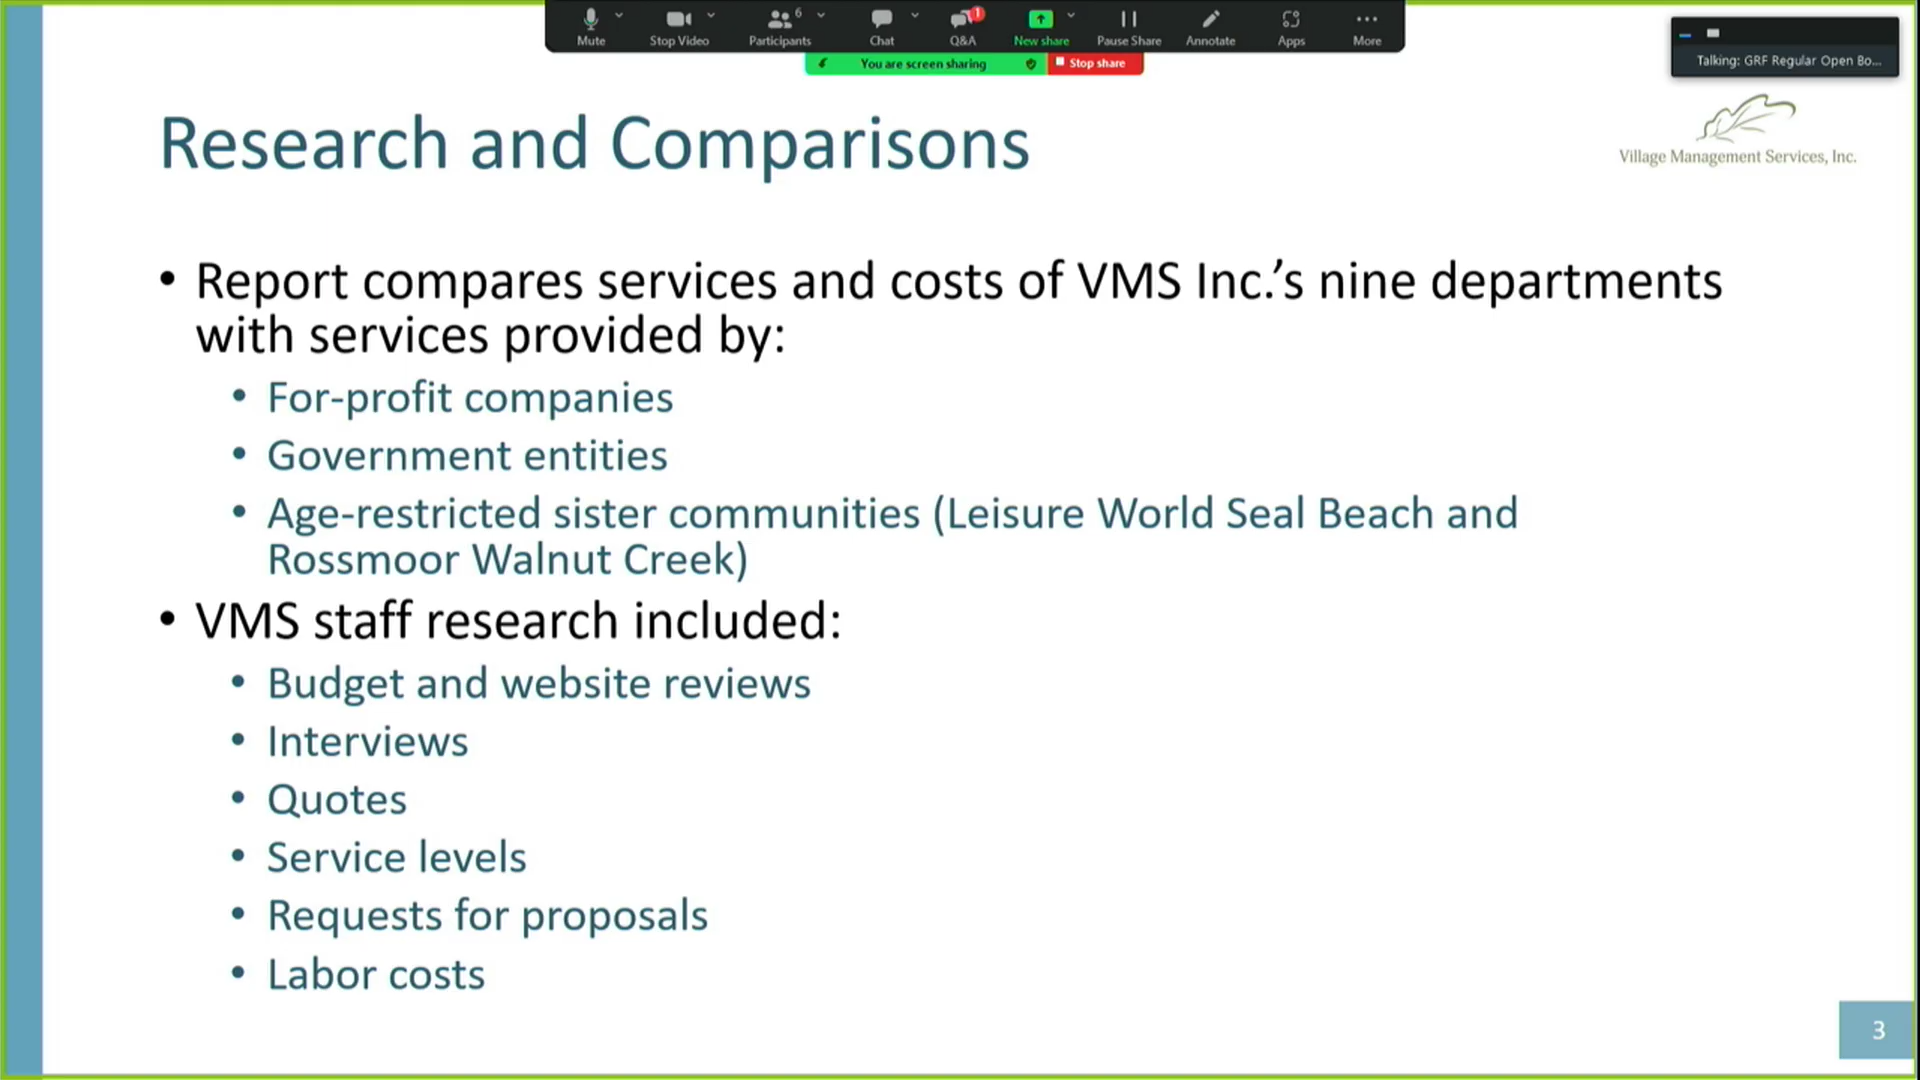 6
1
Mute
Stop Video
Participants
Chat
Q&A
New share
Pause Share
Annotate
Apps
More
You are screen sharing
Stop share
Talking: GRF Regular Open Bo...
Research and Comparisons
Village Management Services, Inc.
• Report compares services and costs of VMS Inc.’s nine departments
with services provided by:
• For-profit companies
• Government entities
• Age-restricted sister communities (Leisure World Seal Beach and
Rossmoor Walnut Creek)
• VMS staff research included:
• Budget and website reviews
• Interviews
• Quotes
• Service levels
• Requests for proposals
• Labor costs
3